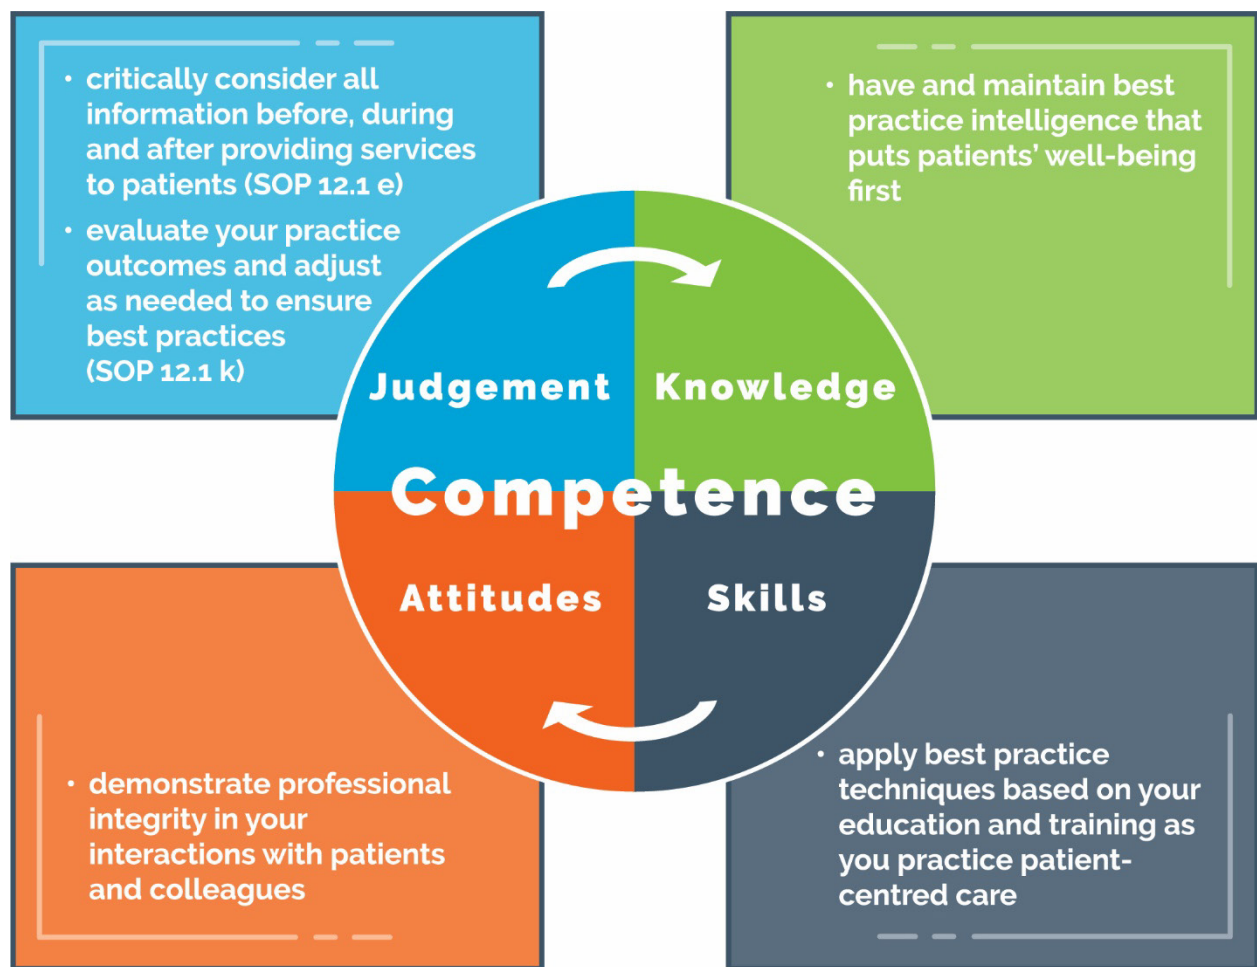 • critically consider all
information before, during
and after providing services
to patients (SOP 12.1 e)
• evaluate your practice
outcomes and adjust
as needed to ensure
best practices
(SOP 12.1 k)
• have and maintain best
practice intelligence that
puts patients’ well-being
first
Judgement
Knowledge
Competence
Attitudes
Skills
• demonstrate professional
integrity in your
interactions with patients
and colleagues
• apply best practice
techniques based on your
education and training as
you practice patient-
centred care